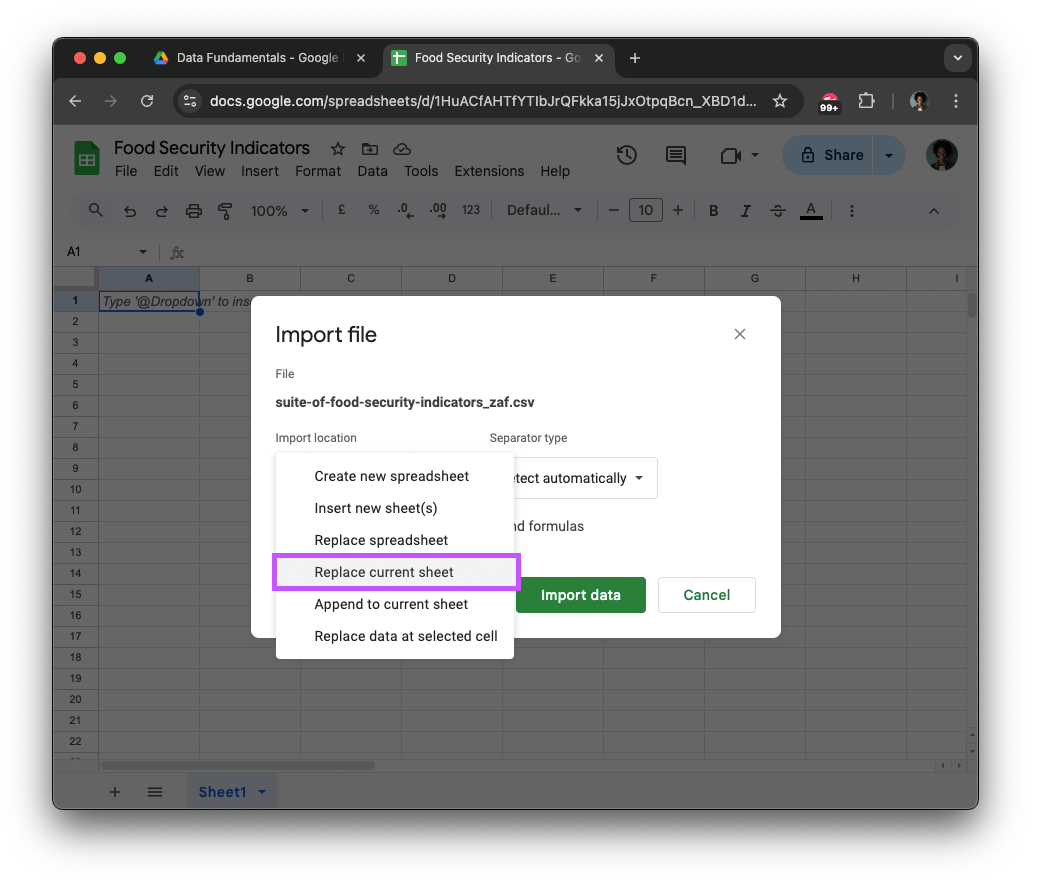 Data Fundamentals - Google
Food Security Indicators - Go
docs.google.com/spreadsheets/d/1HuACfAHTfYTIbJrQFkka15jJxOtpqBcn_XBD1d...
99+
Food Security Indicators
File Edit View Insert Format Data Tools Extensions Help
Share
100% £ % .0 .00 123 Defaul... 10 B I S A
A1 fx
A B C D E F G H I
1 Type '@Dropdown' to ins
2
3
4
5
6
7
8
9
10
11
12
13
14
15
16
17
18
19
20
21
22
Import file
File
suite-of-food-security-indicators_zaf.csv
Import location Separator type
Create new spreadsheet
etect automatically
Insert new sheet(s)
nd formulas
Replace spreadsheet
Replace current sheet
Import data Cancel
Append to current sheet
Replace data at selected cell
Sheet1